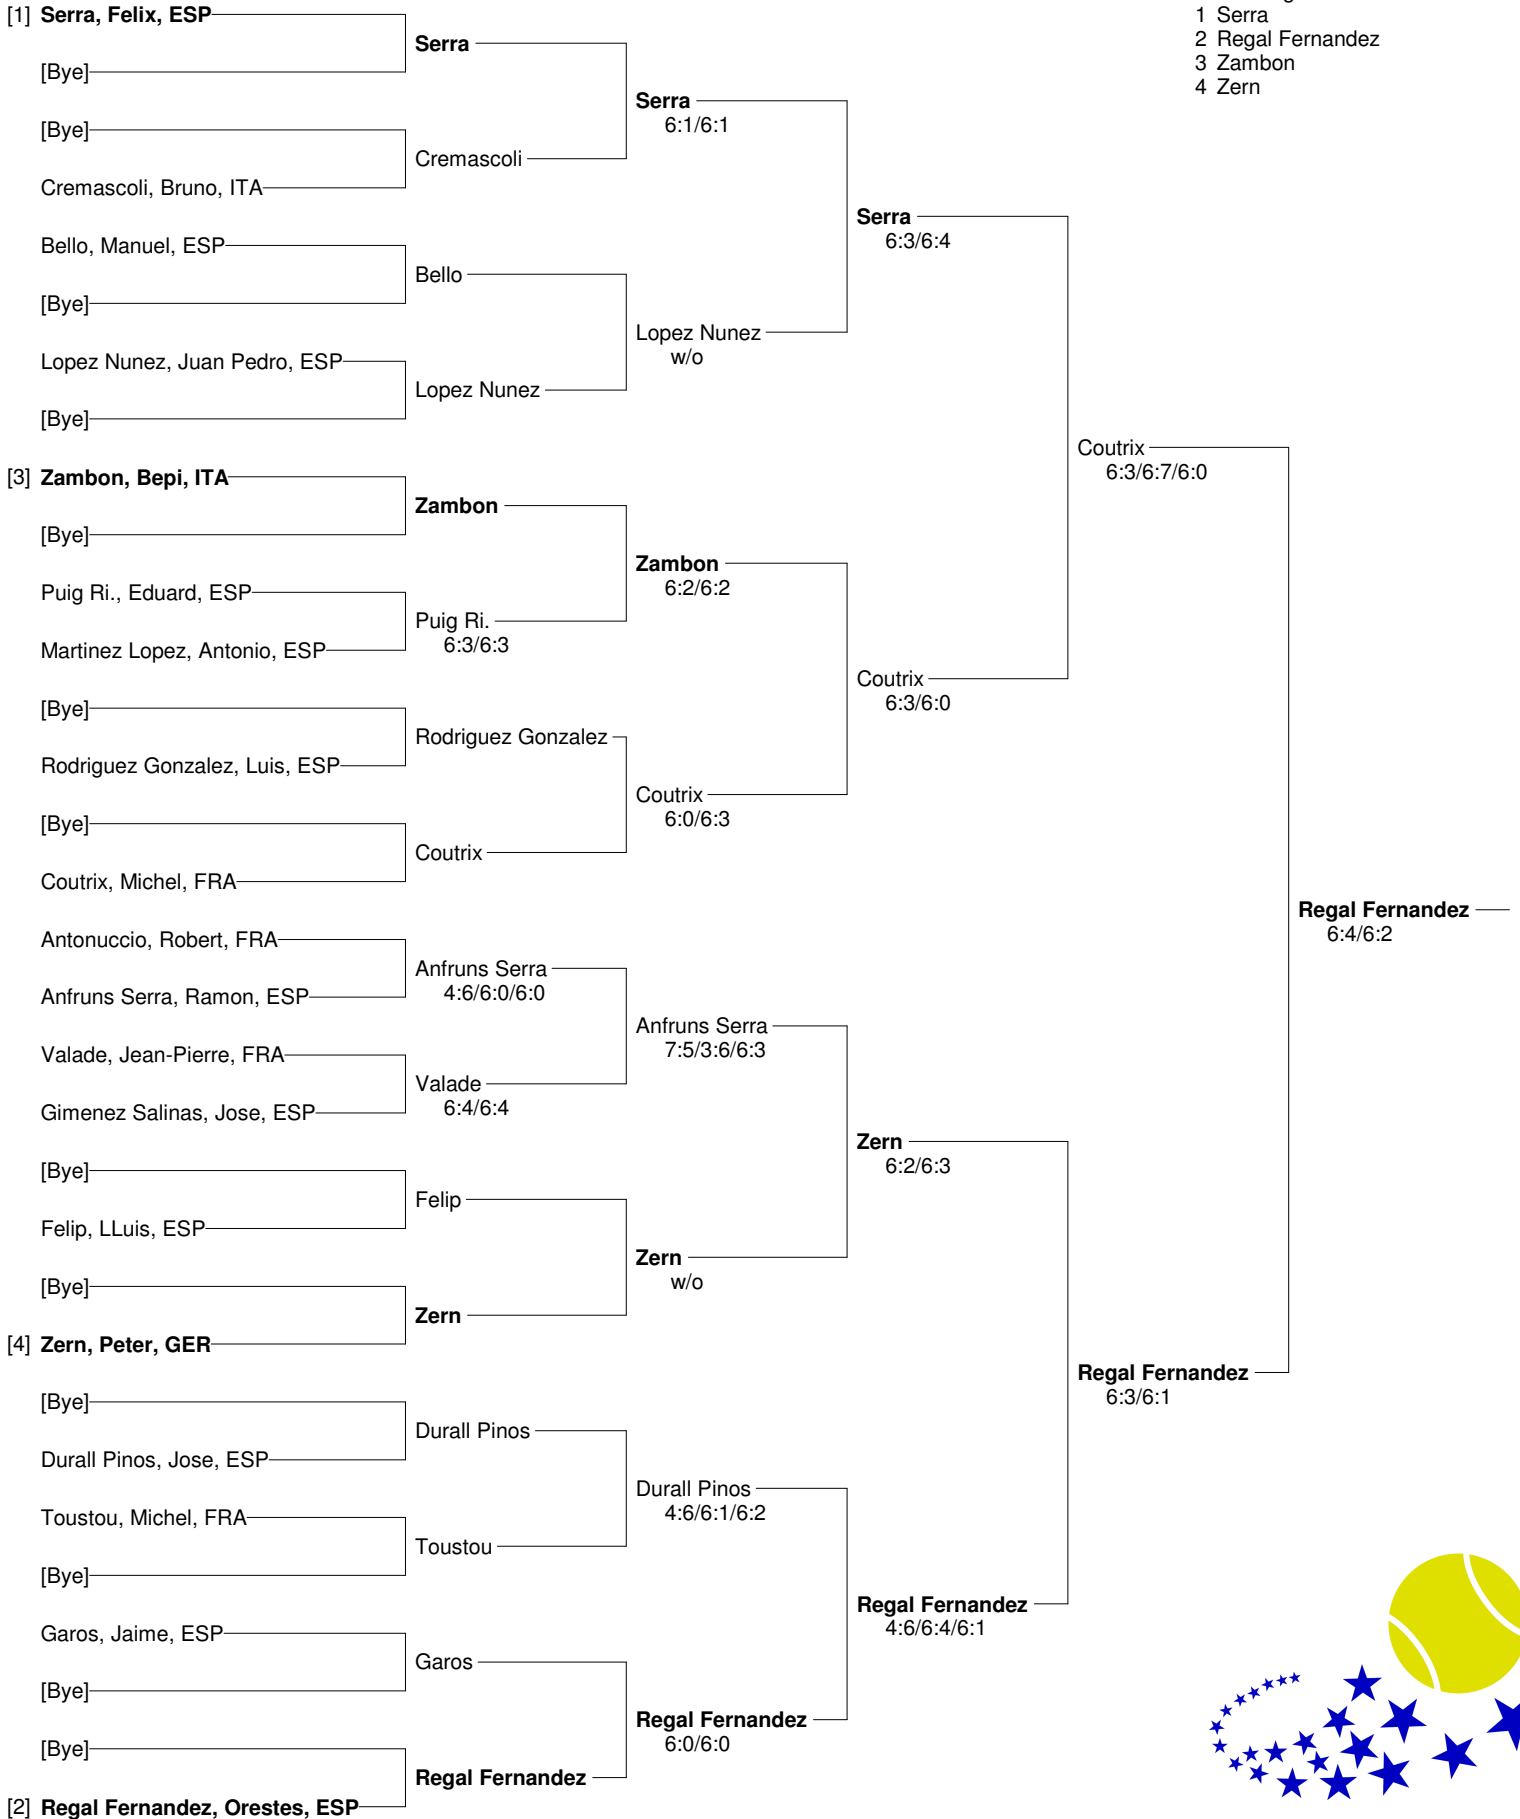 [1] Serra, Felix, ESP
[Bye]
[Bye]
Cremascoli, Bruno, ITA
Bello, Manuel, ESP
[Bye]
Lopez Nunez, Juan Pedro, ESP
[Bye]
[3] Zambon, Bepi, ITA
[Bye]
Puig Ri., Eduard, ESP
Martinez Lopez, Antonio, ESP
[Bye]
Rodriguez Gonzalez, Luis, ESP
[Bye]
Coutrix, Michel, FRA
Antonuccio, Robert, FRA
Anfruns Serra, Ramon, ESP
Valade, Jean-Pierre, FRA
Gimenez Salinas, Jose, ESP
[Bye]
Felip, LLuis, ESP
[Bye]
[4] Zern, Peter, GER
[Bye]
Durall Pinos, Jose, ESP
Toustou, Michel, FRA
[Bye]
Garos, Jaime, ESP
[Bye]
[Bye]
[2] Regal Fernandez, Orestes, ESP
Serra
Cremascoli
Bello
Lopez Nunez
Zambon
Puig Ri.
6:3/6:3
Rodriguez Gonzalez
Coutrix
Anfruns Serra
4:6/6:0/6:0
Valade
6:4/6:4
Felip
Zern
Durall Pinos
Toustou
Garos
Regal Fernandez
Serra
6:1/6:1
Lopez Nunez
w/o
Zambon
6:2/6:2
Coutrix
6:0/6:3
Anfruns Serra
7:5/3:6/6:3
Zern
w/o
Durall Pinos
4:6/6:1/6:2
Regal Fernandez
6:0/6:0
Serra
6:3/6:4
Coutrix
6:3/6:0
Zern
6:2/6:3
Regal Fernandez
4:6/6:4/6:1
Coutrix
6:3/6:7/6:0
Regal Fernandez
6:3/6:1
Regal Fernandez
6:4/6:2
1 Serra
2 Regal Fernandez
3 Zambon
4 Zern